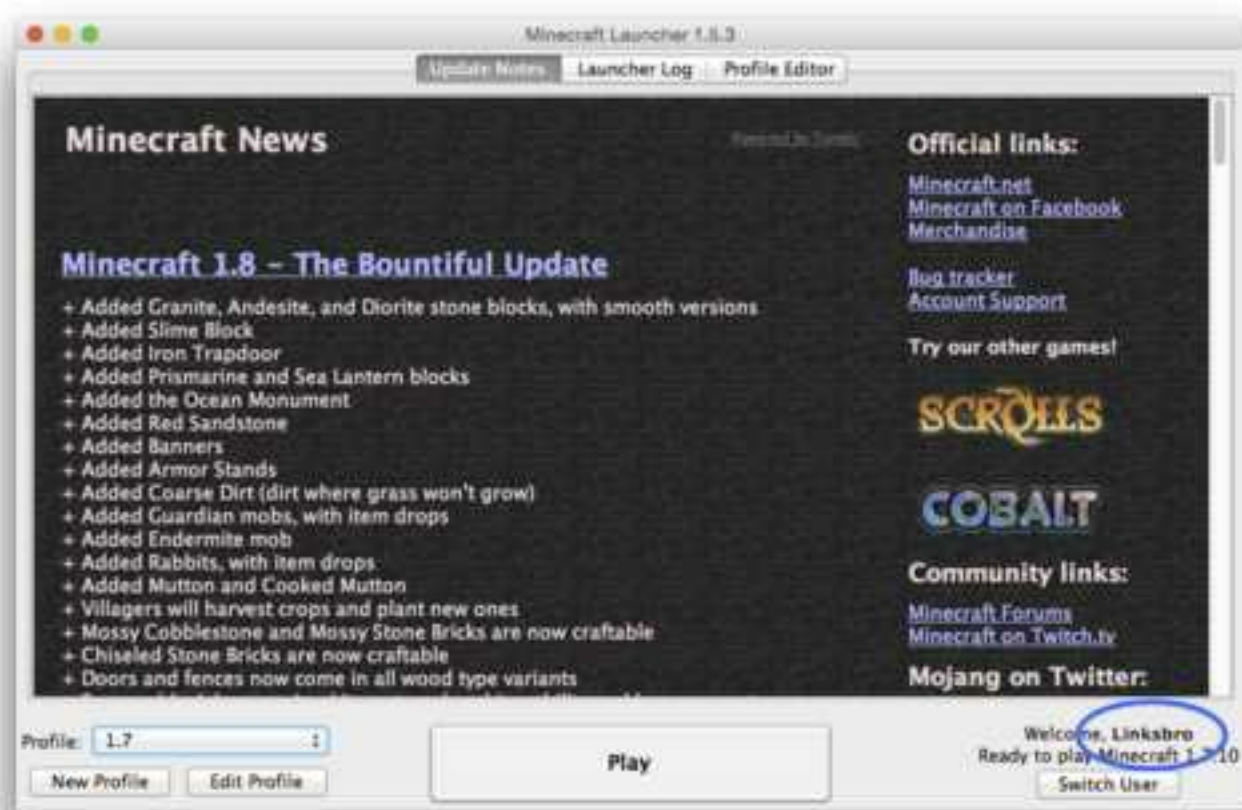 Minecraft Launcher 1.5.3
Update Notes
Launcher Log
Profile Editor
Minecraft News
Minecraft 1.8 – The Bountiful Update
+ Added Granite, Andesite, and Diorite stone blocks, with smooth versions
+ Added Slime Block
+ Added Iron Trapdoor
+ Added Prismarine and Sea Lantern blocks
+ Added the Ocean Monument
+ Added Red Sandstone
+ Added Banners
+ Added Armor Stands
+ Added Coarse Dirt (dirt where grass won't grow)
+ Added Guardian mobs, with item drops
+ Added Endermite mob
+ Added Rabbits, with item drops
+ Added Mutton and Cooked Mutton
+ Villagers will harvest crops and plant new ones
+ Mossy Cobblestone and Mossy Stone Bricks are now craftable
+ Chiseled Stone Bricks are now craftable
+ Doors and fences now come in all wood type variants
Official links:
Minecraft.net
Minecraft on Facebook
Merchandise
Bug tracker
Account Support
Try our other games!
SCROLLS
COBALT
Community links:
Minecraft Forums
Minecraft on Twitch.tv
Mojang on Twitter:
Profile: 1.7
New Profile
Edit Profile
Play
Welcome, Linksbro
Ready to play Minecraft 1.7.10
Switch User